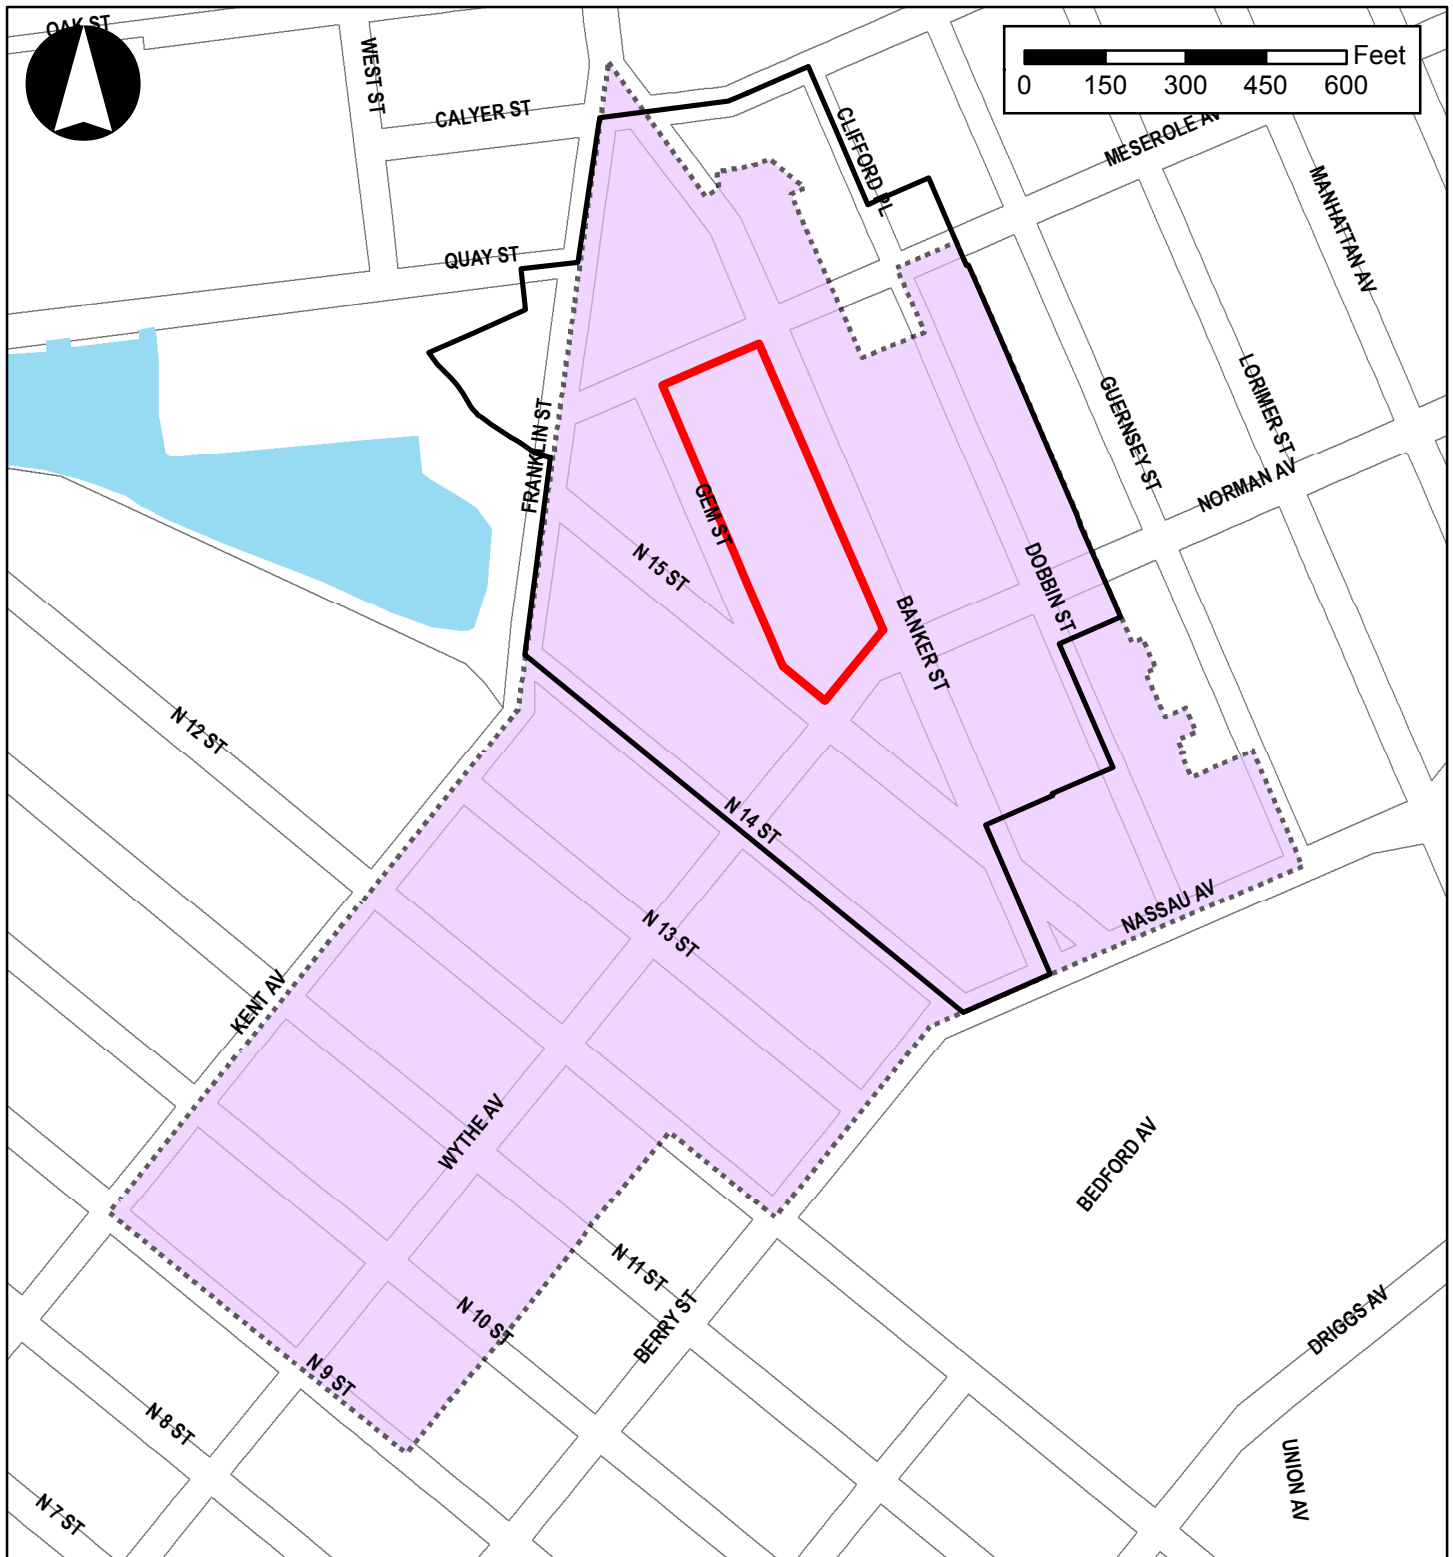 OAK ST
WEST ST
CALYER ST
Feet
0 150 300 450 600
CLIFFORD PL
MESEROLE AV
MANHATTAN AV
QUAY ST
FRANKLIN ST
GUERNSEY ST
LORIMER ST
NORMAN AV
GEM ST
N 15 ST
DOBBIN ST
BANKER ST
N 12 ST
N 14 ST
NASSAU AV
N 13 ST
KENT AV
WYTHE AV
BEDFORD AV
N 11 ST
N 10 ST
BERRY ST
DRIGGS AV
N 9 ST
N 8 ST
UNION AV
N 7 ST